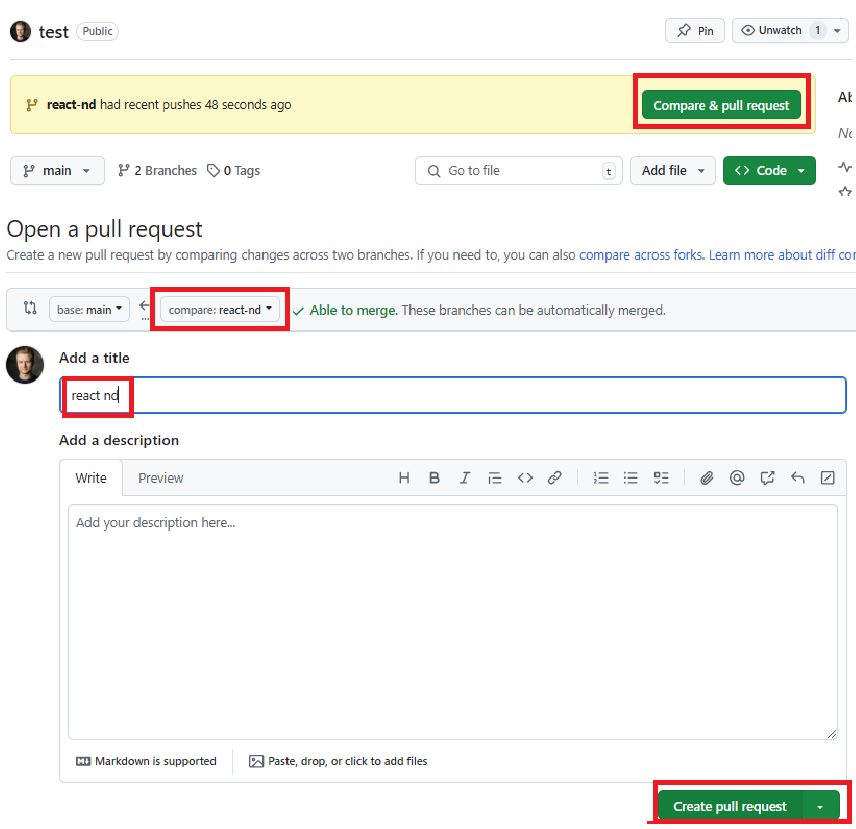 test Public Pin Unwatch 1
react-nd had recent pushes 48 seconds ago Compare & pull request
main 2 Branches 0 Tags Go to file t Add file Code
Open a pull request
Create a new pull request by comparing changes across two branches. If you need to, you can also compare across forks. Learn more about diff
base: main compare: react-nd Able to merge. These branches can be automatically merged.
Add a title
react nd
Add a description
Write Preview H B I
Add your description here...
Markdown is supported Paste, drop, or click to add files
Create pull request